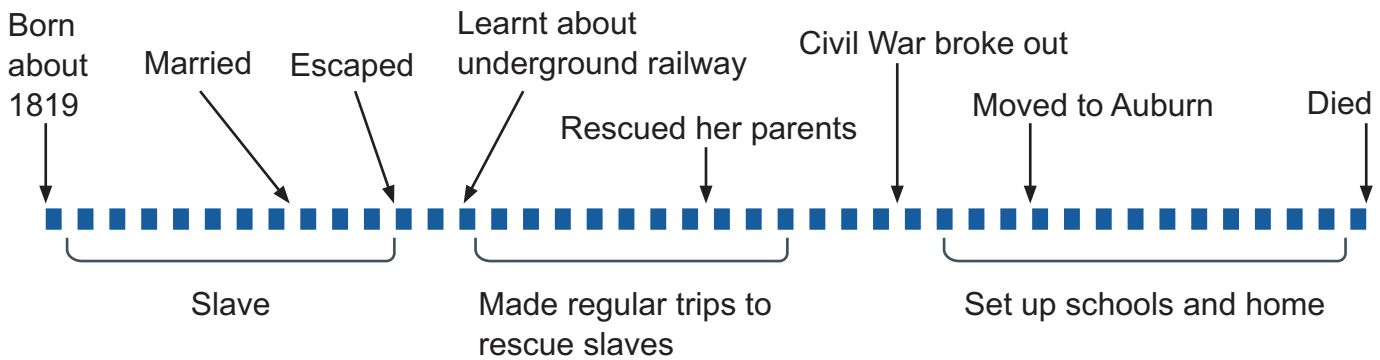 Born
about
1819
Married
Escaped
Learnt about
underground railway
Rescued her parents
Civil War broke out
Moved to Auburn
Died
Slave
Made regular trips to
rescue slaves
Set up schools and home